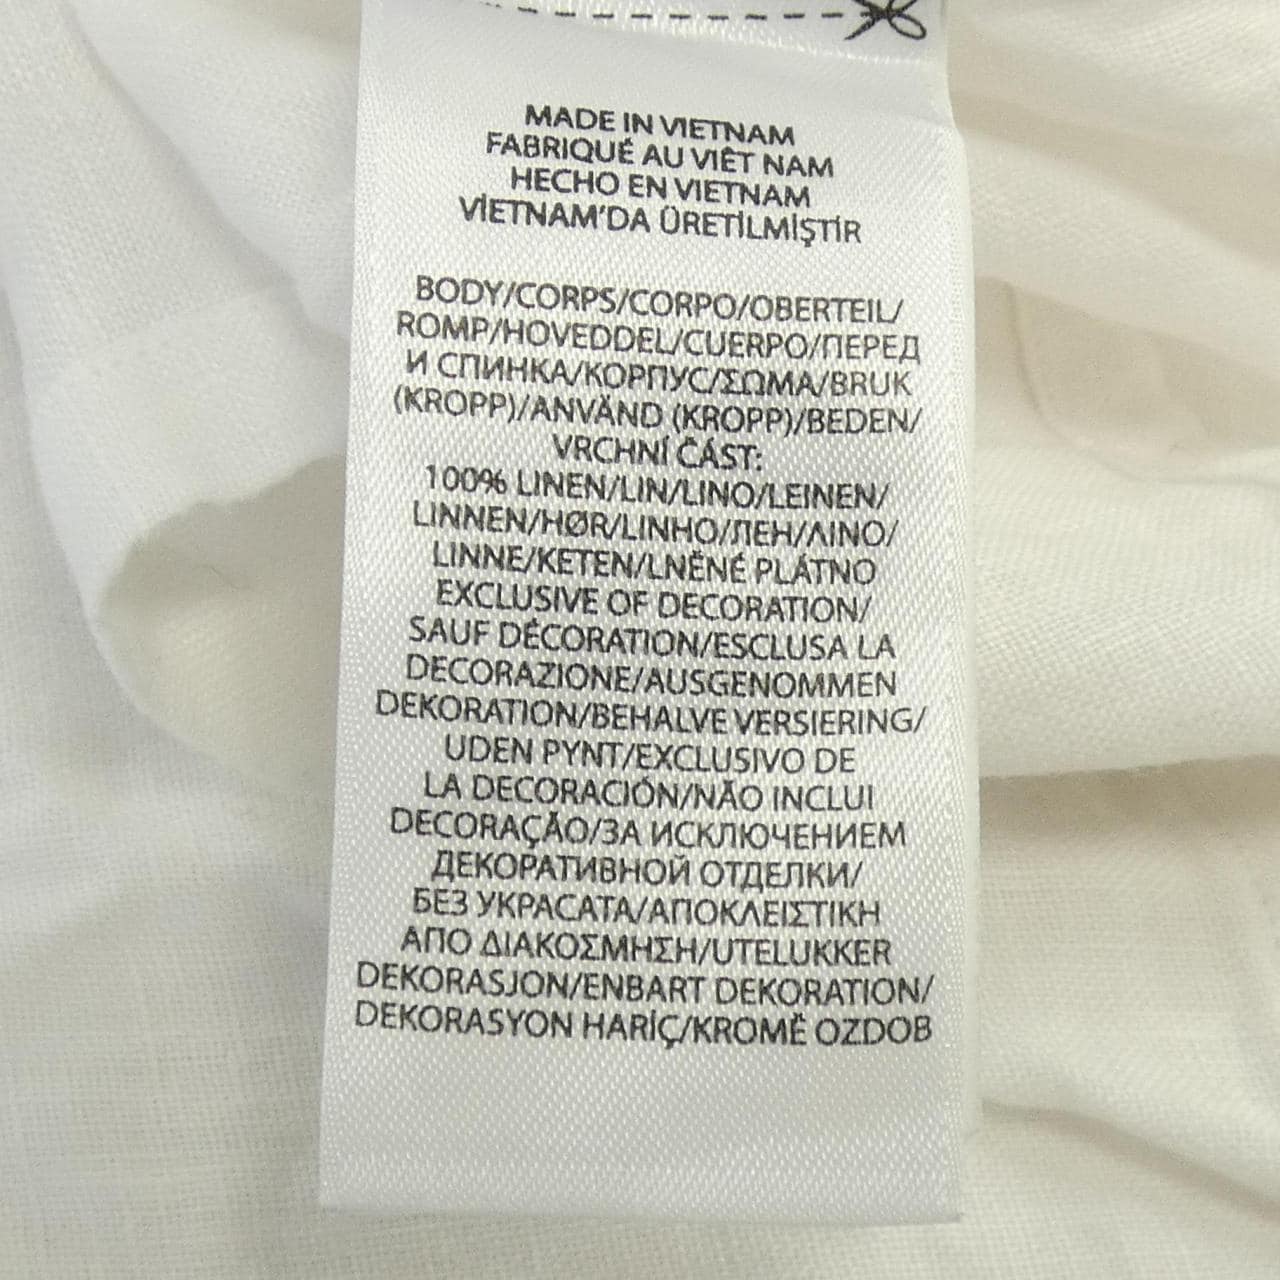 MADE IN VIETNAM
FABRIQUÉ AU VIÊT NAM
HECHO EN VIETNAM
VİETNAM'DA ÜRETİLMİŞTİR
BODY/CORPS/CORPO/OBERTEIL/
ROMP/HOVEDDEL/CUERPO/ПЕРЕД
И СПИНКА/КОРПУС/ΣΩΜΑ/BRUK
(KROPP)/ANVÄND (KROPP)/BEDEN/
VRCHNÍ ČÁST:
100% LINEN/LIN/LINO/LEINEN/
LINNEN/HØR/LINHO/ЛЕН/ΛΙΝΟ/
LINNE/KETEN/LNĚNÉ PLÁTNO
EXCLUSIVE OF DECORATION/
SAUF DÉCORATION/ESCLUSA LA
DECORAZIONE/AUSGENOMMEN
DEKORATION/BEHALVE VERSIERING/
UDEN PYNT/EXCLUSIVO DE
LA DECORACIÓN/NÃO INCLUI
DECORAÇÃO/ЗА ИСКЛЮЧЕНИЕМ
ДЕКОРАТИВНОЙ ОТДЕЛКИ/
БЕЗ УКРАСАТА/ΑΠΟΚΛΕΙΣΤΙΚΗ
ΑΠΟ ΔΙΑΚΟΣΜΗΣΗ/UTELUKKER
DEKORASJON/ENBART DEKORATION/
DEKORASYON HARİÇ/KROMĚ OZDOB